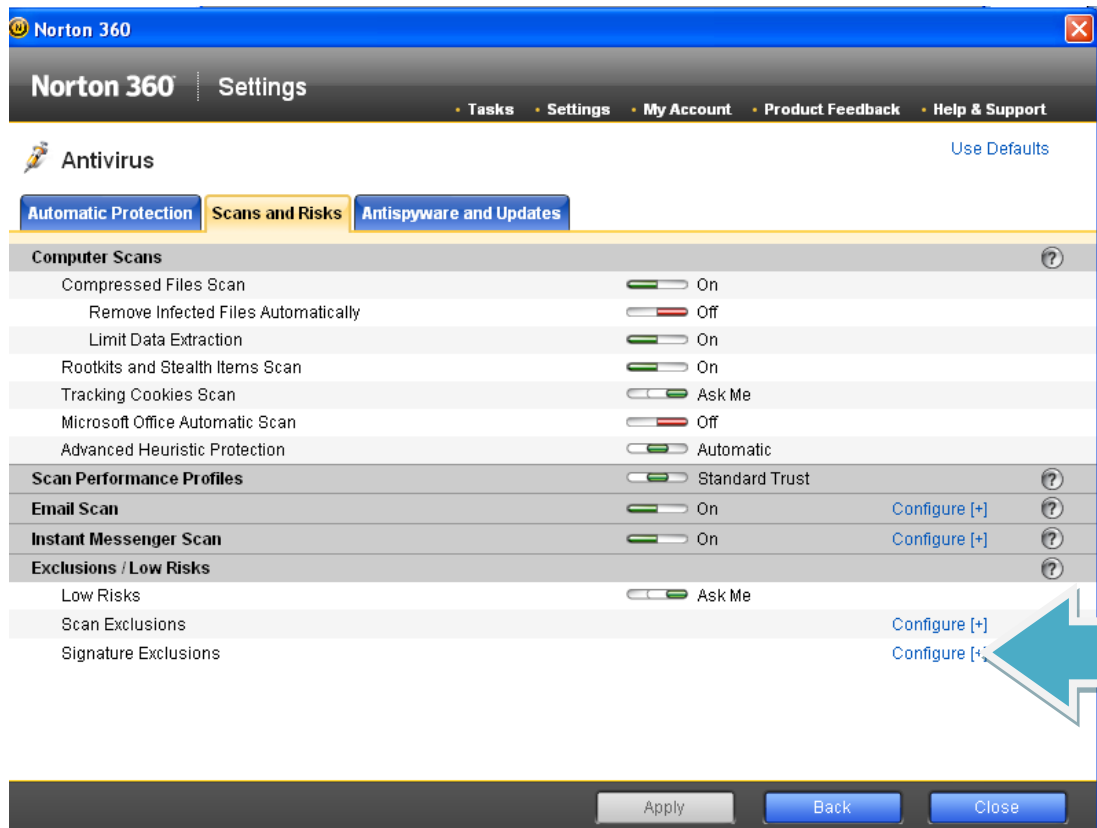 Norton 360
Norton 360 Settings
• Tasks • Settings • My Account • Product Feedback • Help & Support
Antivirus
Use Defaults
Automatic Protection Scans and Risks Antispyware and Updates
Computer Scans ?
Compressed Files Scan On
Remove Infected Files Automatically Off
Limit Data Extraction On
Rootkits and Stealth Items Scan On
Tracking Cookies Scan Ask Me
Microsoft Office Automatic Scan Off
Advanced Heuristic Protection Automatic
Scan Performance Profiles Standard Trust ?
Email Scan On Configure [+] ?
Instant Messenger Scan On Configure [+] ?
Exclusions / Low Risks ?
Low Risks Ask Me
Scan Exclusions Configure [+]
Signature Exclusions Configure [+]
Apply Back Close